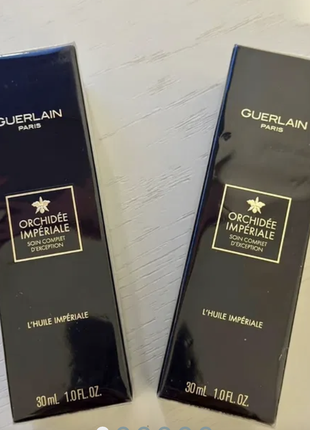 GUERLAIN
PARIS
ORCHIDÉE
IMPÉRIALE
SOIN COMPLET
D'EXCEPTION
L'HUILE IMPÉRIALE
30 mL 1.0 FL. OZ.
GUERLAIN
PARIS
ORCHIDÉE
IMPÉRIALE
SOIN COMPLET
D'EXCEPTION
L'HUILE IMPÉRIALE
30 mL 1.0 FL. OZ.